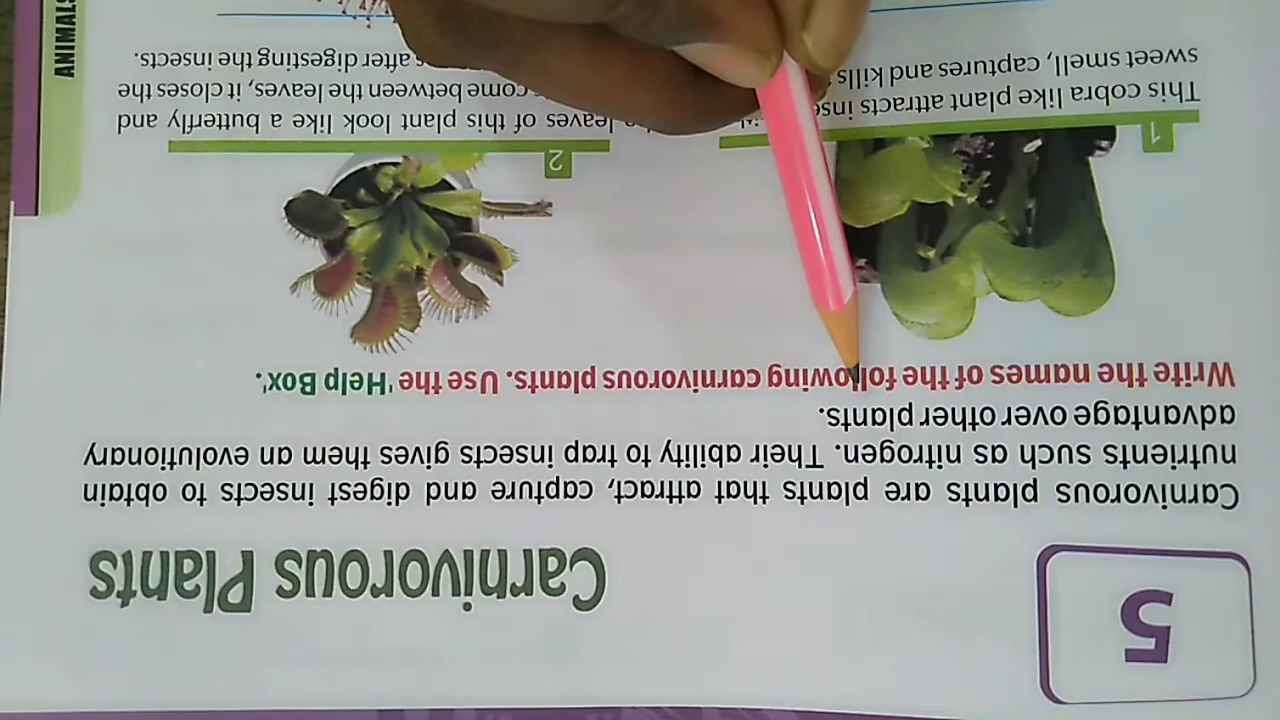 5
Carnivorous Plants
Carnivorous plants are plants that attract, capture and digest insects to obtain
nutrients such as nitrogen. Their ability to trap insects gives them an evolutionary
advantage over other plants.
Write the names of the following carnivorous plants. Use the 'Help Box'.
1
This cobra like plant attracts
sweet smell, captures and kills
2
leaves of this plant look like a butterfly and
come between the leaves, it closes the
after digesting the insects.
ANIMALS